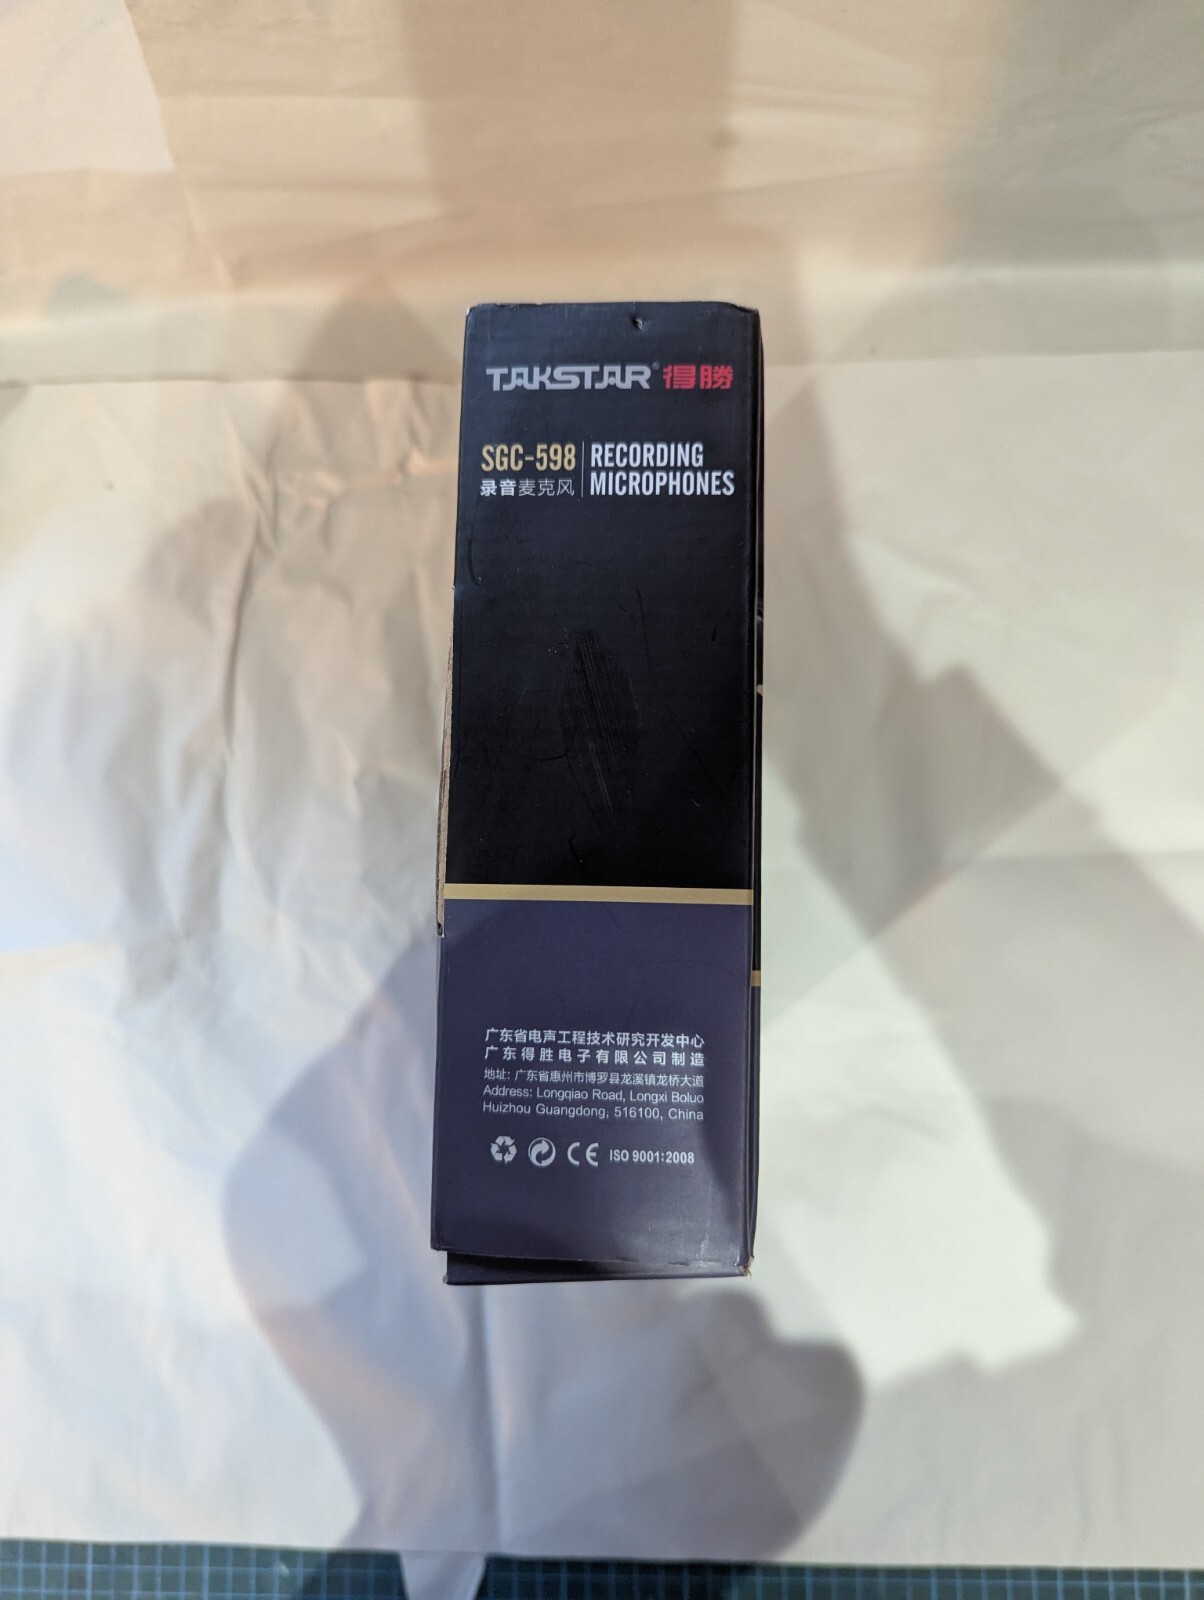 TAKSTAR® 得勝
SGC-598
录音麦克风
RECORDING
MICROPHONES
广东省电声工程技术研究开发中心
广东得胜电子有限公司制造
地址: 广东省惠州市博罗县龙溪镇龙桥大道
Address: Longqiao Road, Longxi Boluo
Huizhou Guangdong, 516100, China
CE ISO 9001:2008